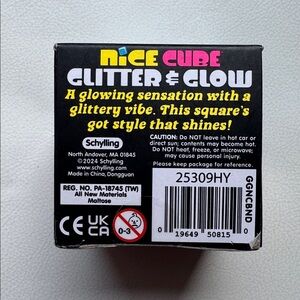 NICE CUBE
GLITTER & GLOW
A glowing sensation with a
glittery vibe. This square's
got style that shines!
Schylling
North Andover, MA 01845
©2024 Schylling
www.schylling.com
Made in China, Dongguan
CAUTION: DO NOT leave in hot car or
direct sun; contents may become hot.
Do NOT heat, freeze, or microwave;
may cause personal injury.
Please keep package for reference.
REG. NO. PA-18745 (TW)
All New Materials
Maltose
CE UK CA
0-3
25309HY
0 19649 50815
GGNCBND